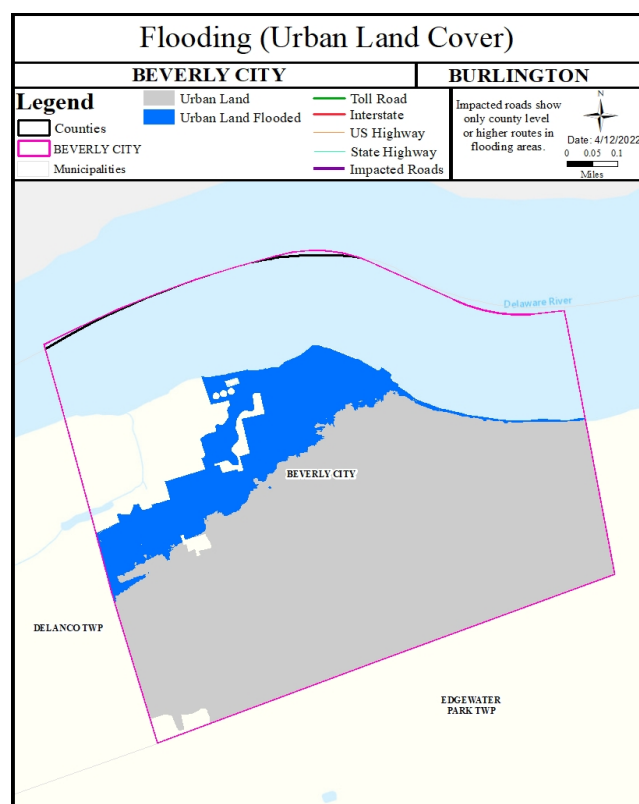 Flooding (Urban Land Cover)
BEVERLY CITY
BURLINGTON
Legend
Counties
BEVERLY CITY
Municipalities
Urban Land
Urban Land Flooded
Toll Road
Interstate
US Highway
State Highway
Impacted Roads
Impacted roads show
only county level
or higher routes in
flooding areas.
N
Date: 4/12/2022
0 0.05 0.1
Miles
Delaware River
BEVERLY CITY
DELANCO TWP
EDGEWATER
PARK TWP